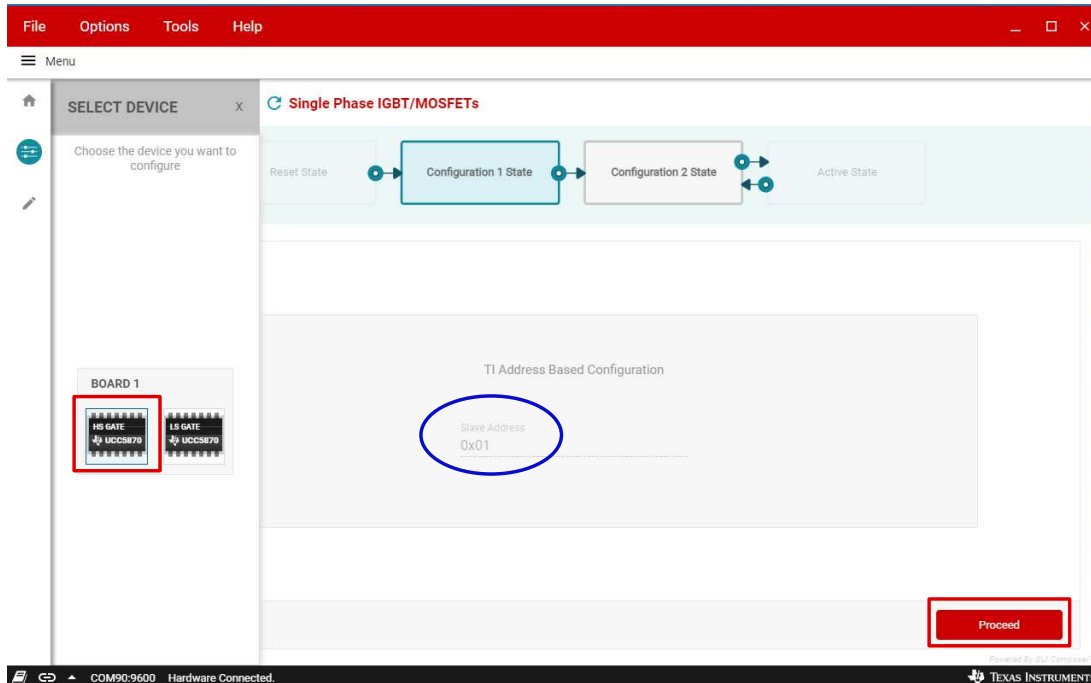 File Options Tools Help
Menu
SELECT DEVICE X
Single Phase IGBT/MOSFETs
Choose the device you want to
configure
Reset State
Configuration 1 State
Configuration 2 State
Active State
TI Address Based Configuration
BOARD 1
HS GATE
UCC5870
LS GATE
UCC5870
Slave Address
0x01
Proceed
Powered By GUI Composer
COM90:9600 Hardware Connected.
TEXAS INSTRUMENT